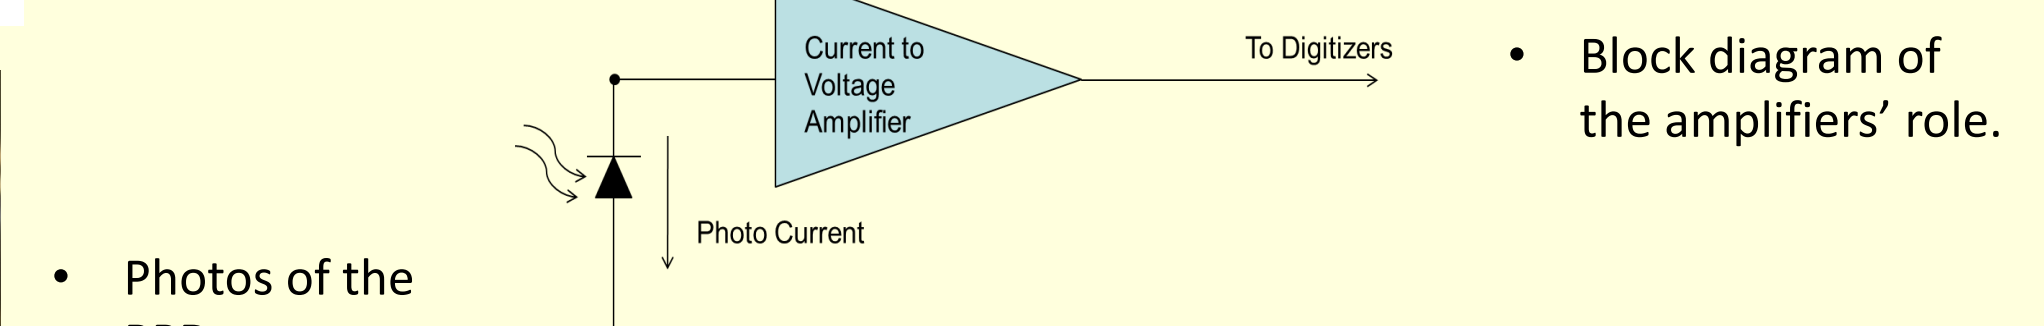 Current to
Voltage
Amplifier
To Digitizers
• Block diagram of
the amplifiers’ role.
Photo Current
• Photos of the